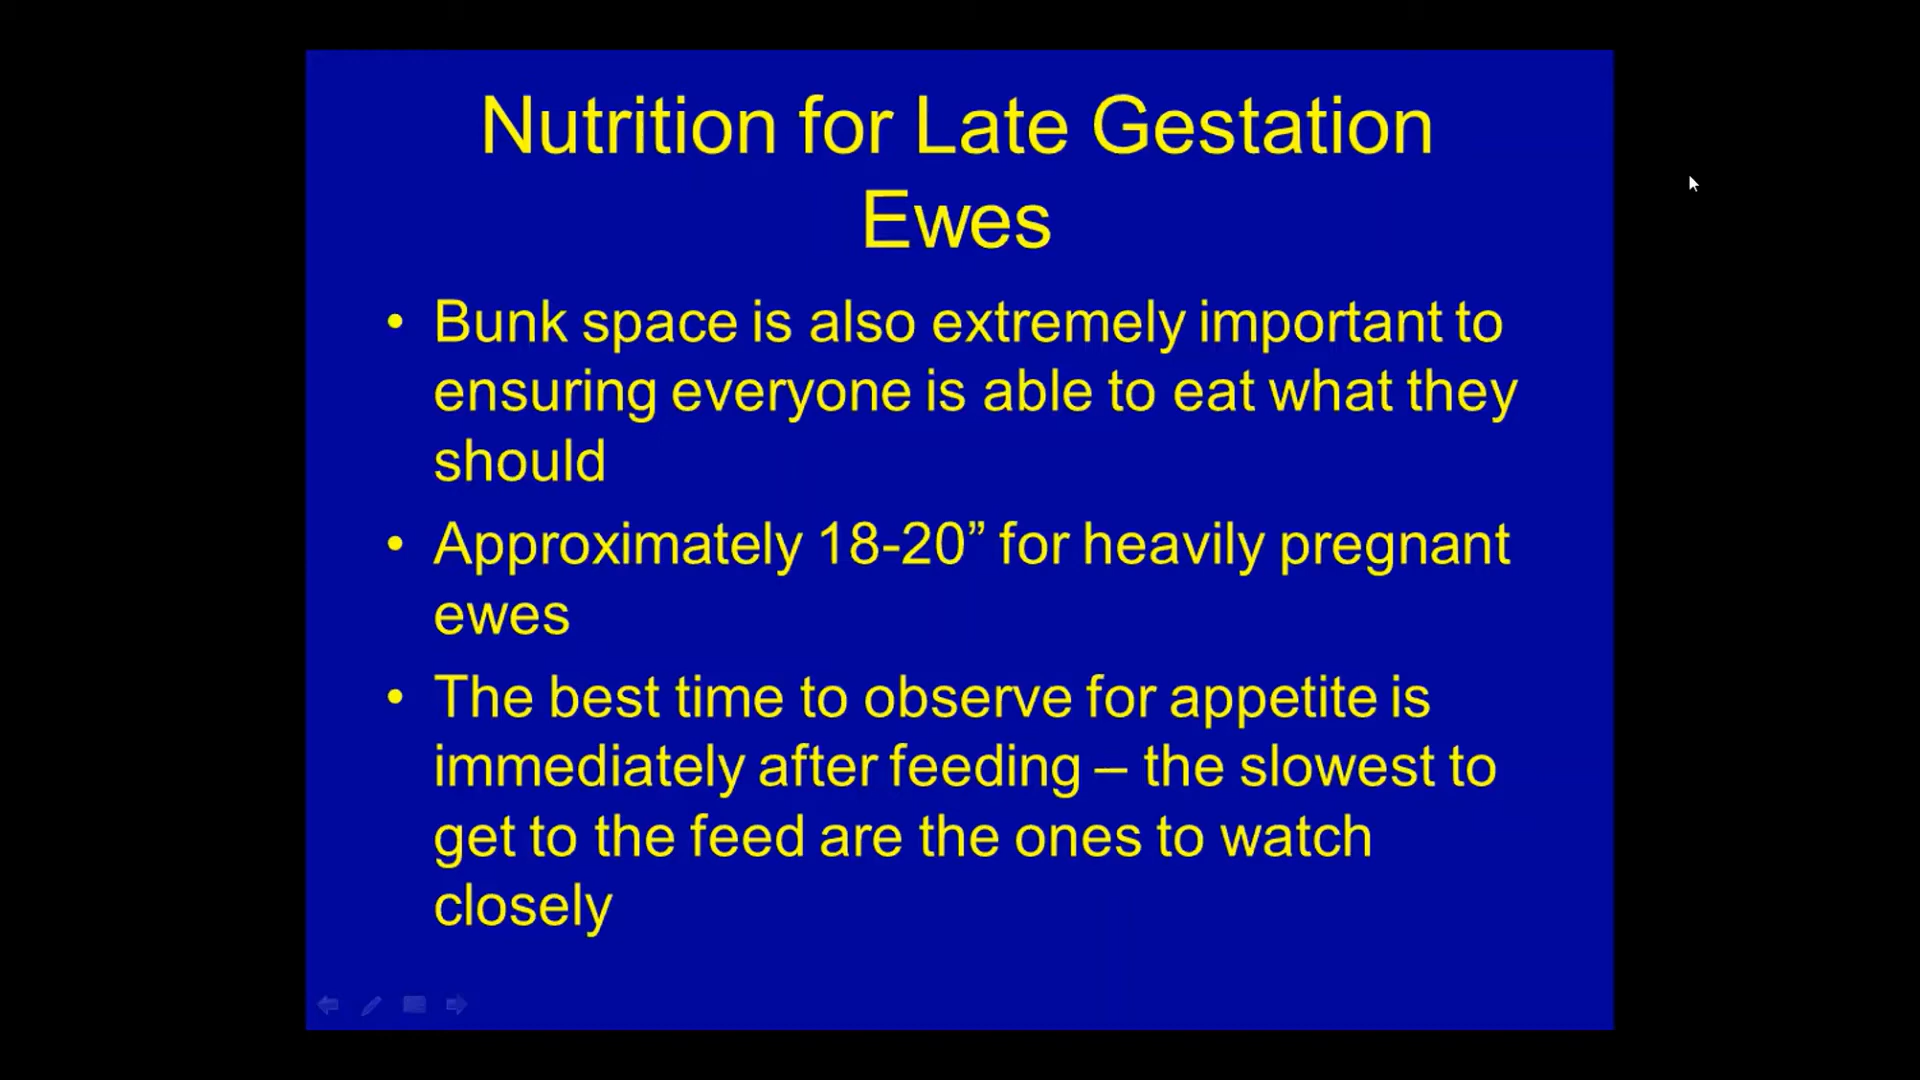 Nutrition for Late Gestation
Ewes
• Bunk space is also extremely important to
ensuring everyone is able to eat what they
should
• Approximately 18-20” for heavily pregnant
ewes
• The best time to observe for appetite is
immediately after feeding – the slowest to
get to the feed are the ones to watch
closely